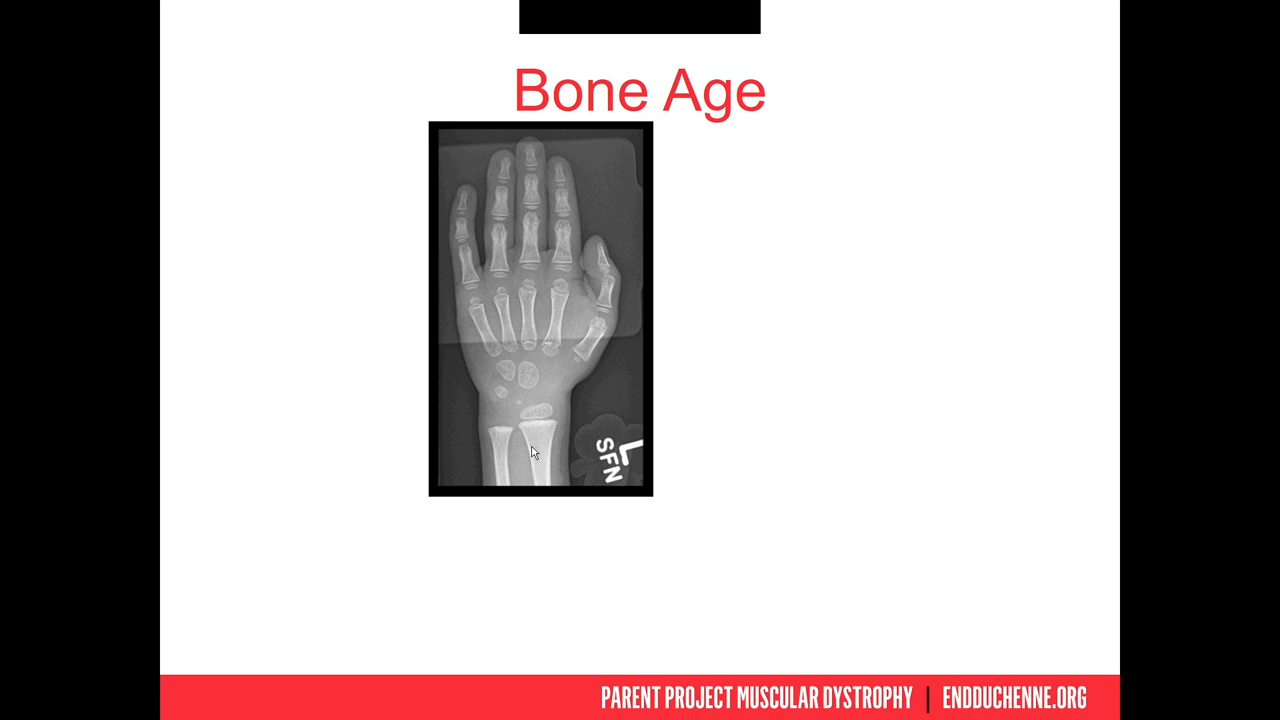 Bone Age
L
SFN
PARENT PROJECT MUSCULAR DYSTROPHY | ENDDUCHENNE.ORG